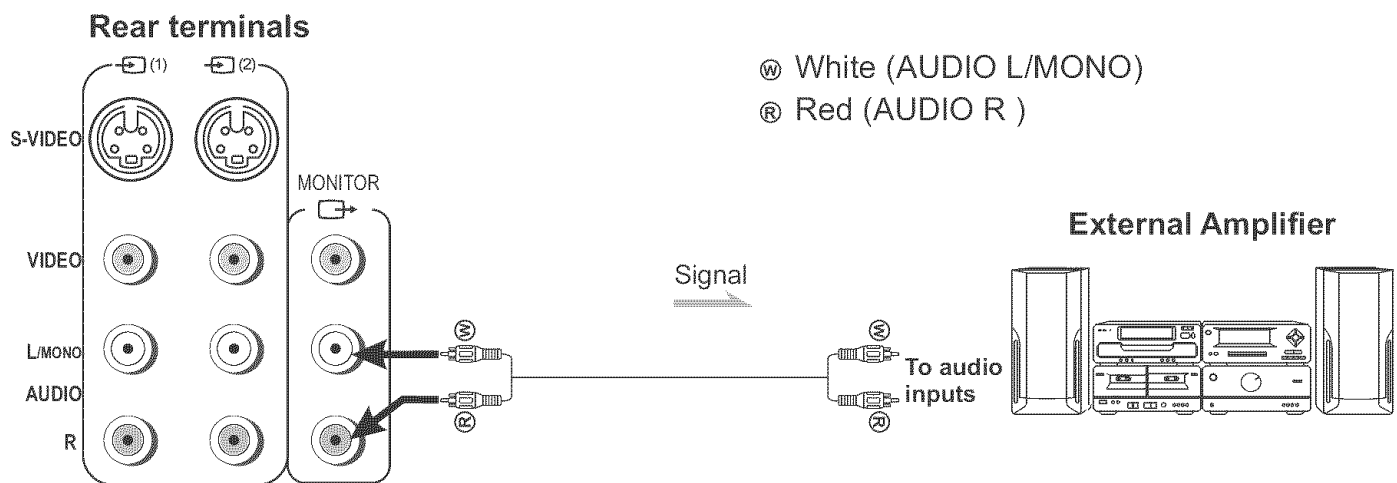 Rear terminals
(1)
(2)
Ⓦ White (AUDIO L/MONO)
Ⓡ Red (AUDIO R )
S-VIDEO
MONITOR
External Amplifier
VIDEO
Signal
L/MONO
Ⓦ
Ⓦ
To audio
inputs
AUDIO
Ⓡ
Ⓡ
R